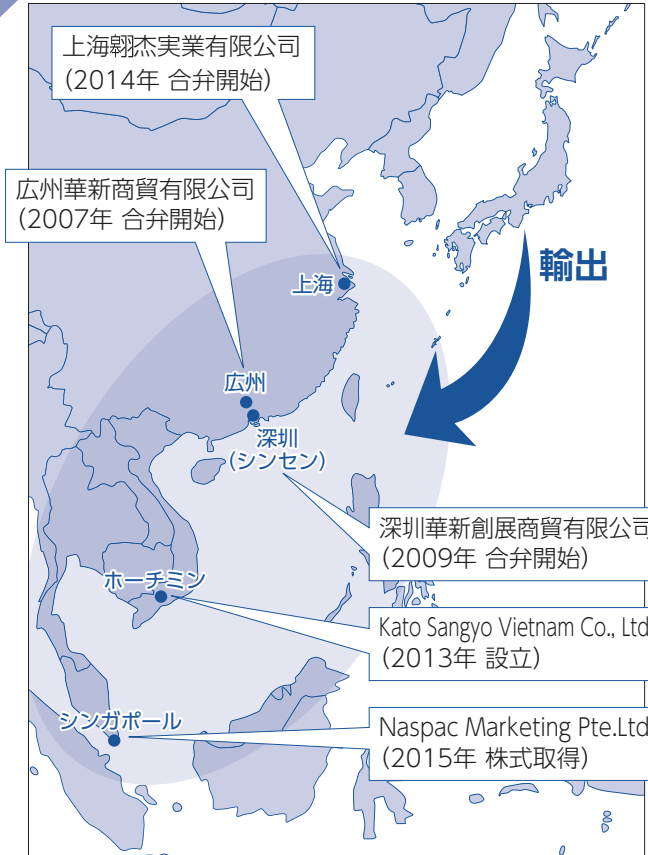 上海翱杰実業有限公司
(2014年 合弁開始)
広州華新商貿有限公司
(2007年 合弁開始)
輸出
上海
広州
深圳
(シンセン)
深圳華新創展商貿有限公司
(2009年 合弁開始)
ホーチミン
Kato Sangyo Vietnam Co., Ltd
(2013年 設立)
シンガポール
Naspac Marketing Pte.Ltd
(2015年 株式取得)